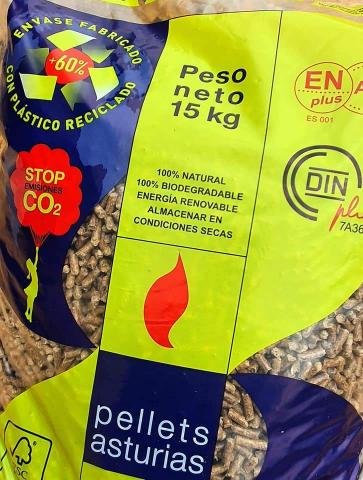 ENVASE FABRICADO
+60%
CON PLÁSTICO RECICLADO
Peso
neto
15 kg
EN
plus
ES 001
STOP
EMISIONES
CO2
100% NATURAL
100% BIODEGRADABLE
ENERGÍA RENOVABLE
ALMACENAR EN
CONDICIONES SECAS
DIN
plus
7A36
pellets
asturias